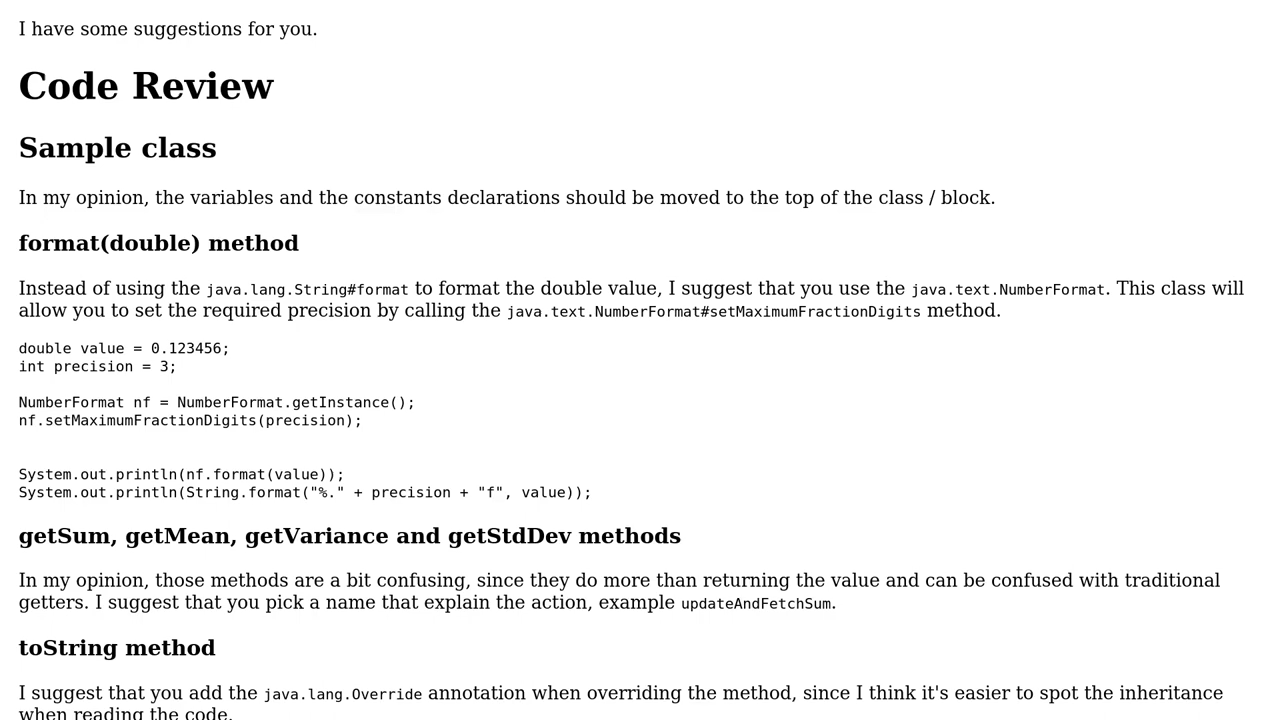 I have some suggestions for you.
Code Review
Sample class
In my opinion, the variables and the constants declarations should be moved to the top of the class / block.
format(double) method
Instead of using the java.lang.String#format to format the double value, I suggest that you use the java.text.NumberFormat. This class will
allow you to set the required precision by calling the java.text.NumberFormat#setMaximumFractionDigits method.
double value = 0.123456;
int precision = 3;
NumberFormat nf = NumberFormat.getInstance();
nf.setMaximumFractionDigits(precision);
System.out.println(nf.format(value));
System.out.println(String.format("%." + precision + "f", value));
getSum, getMean, getVariance and getStdDev methods
In my opinion, those methods are a bit confusing, since they do more than returning the value and can be confused with traditional
getters. I suggest that you pick a name that explain the action, example updateAndFetchSum.
toString method
I suggest that you add the java.lang.Override annotation when overriding the method, since I think it's easier to spot the inheritance
when reading the code.